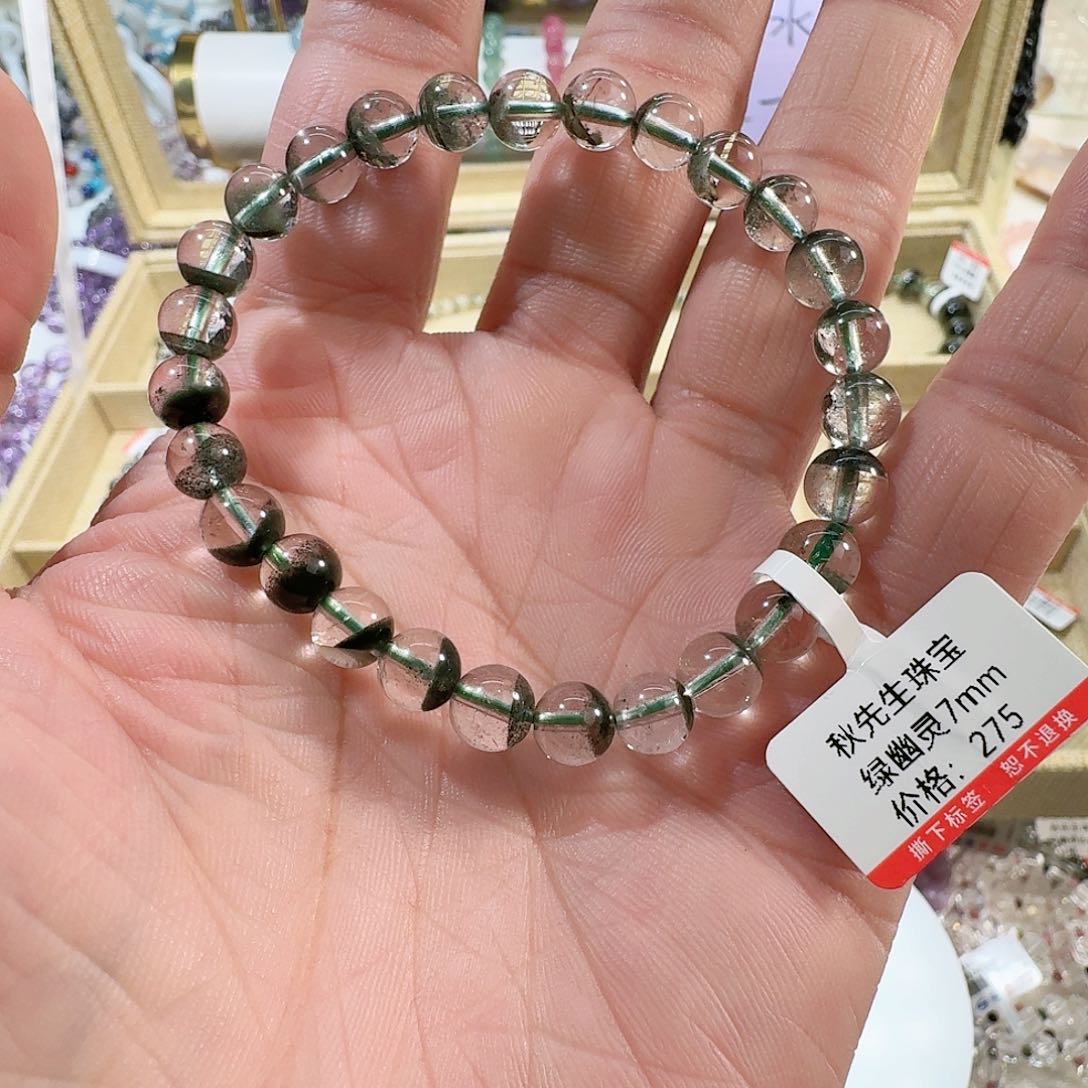 水
秋先生珠宝
绿幽灵7mm
价格：275
撕下标签 恕不退换